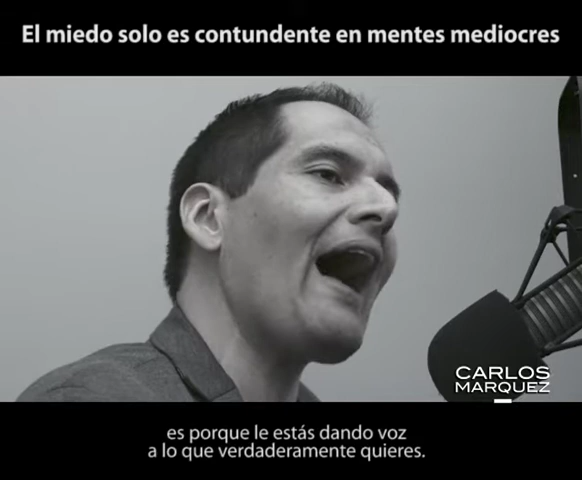 El miedo solo es contundente en mentes mediocres
CARLOS
MARQUEZ
es porque le estás dando voz
a lo que verdaderamente quieres.